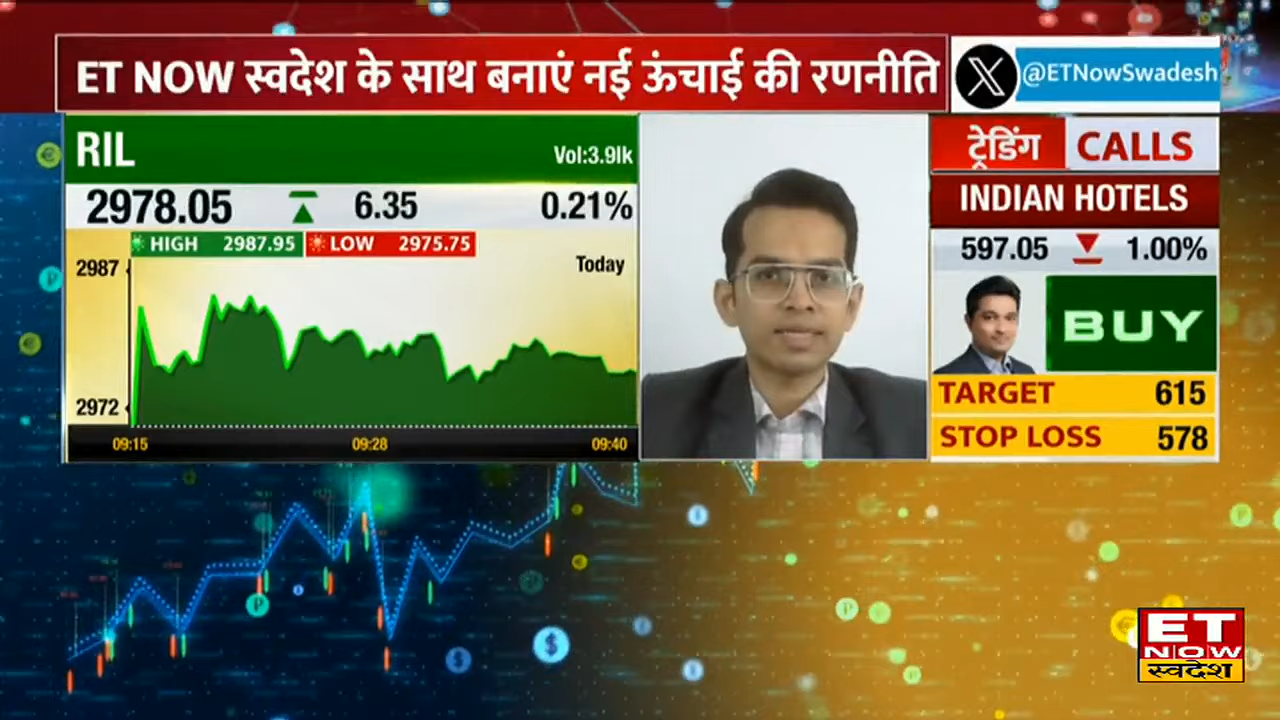 ET NOW स्वदेश के साथ बनाएं नई ऊंचाई की रणनीति
X @ETNowSwadesh
RIL
Vol:3.9lk
2978.05 6.35 0.21%
HIGH 2987.95 LOW 2975.75
2987
Today
2972
09:15 09:28 09:40
ट्रेडिंग CALLS
INDIAN HOTELS
597.05 1.00%
BUY
TARGET 615
STOP LOSS 578
ET
NOW
स्वदेश